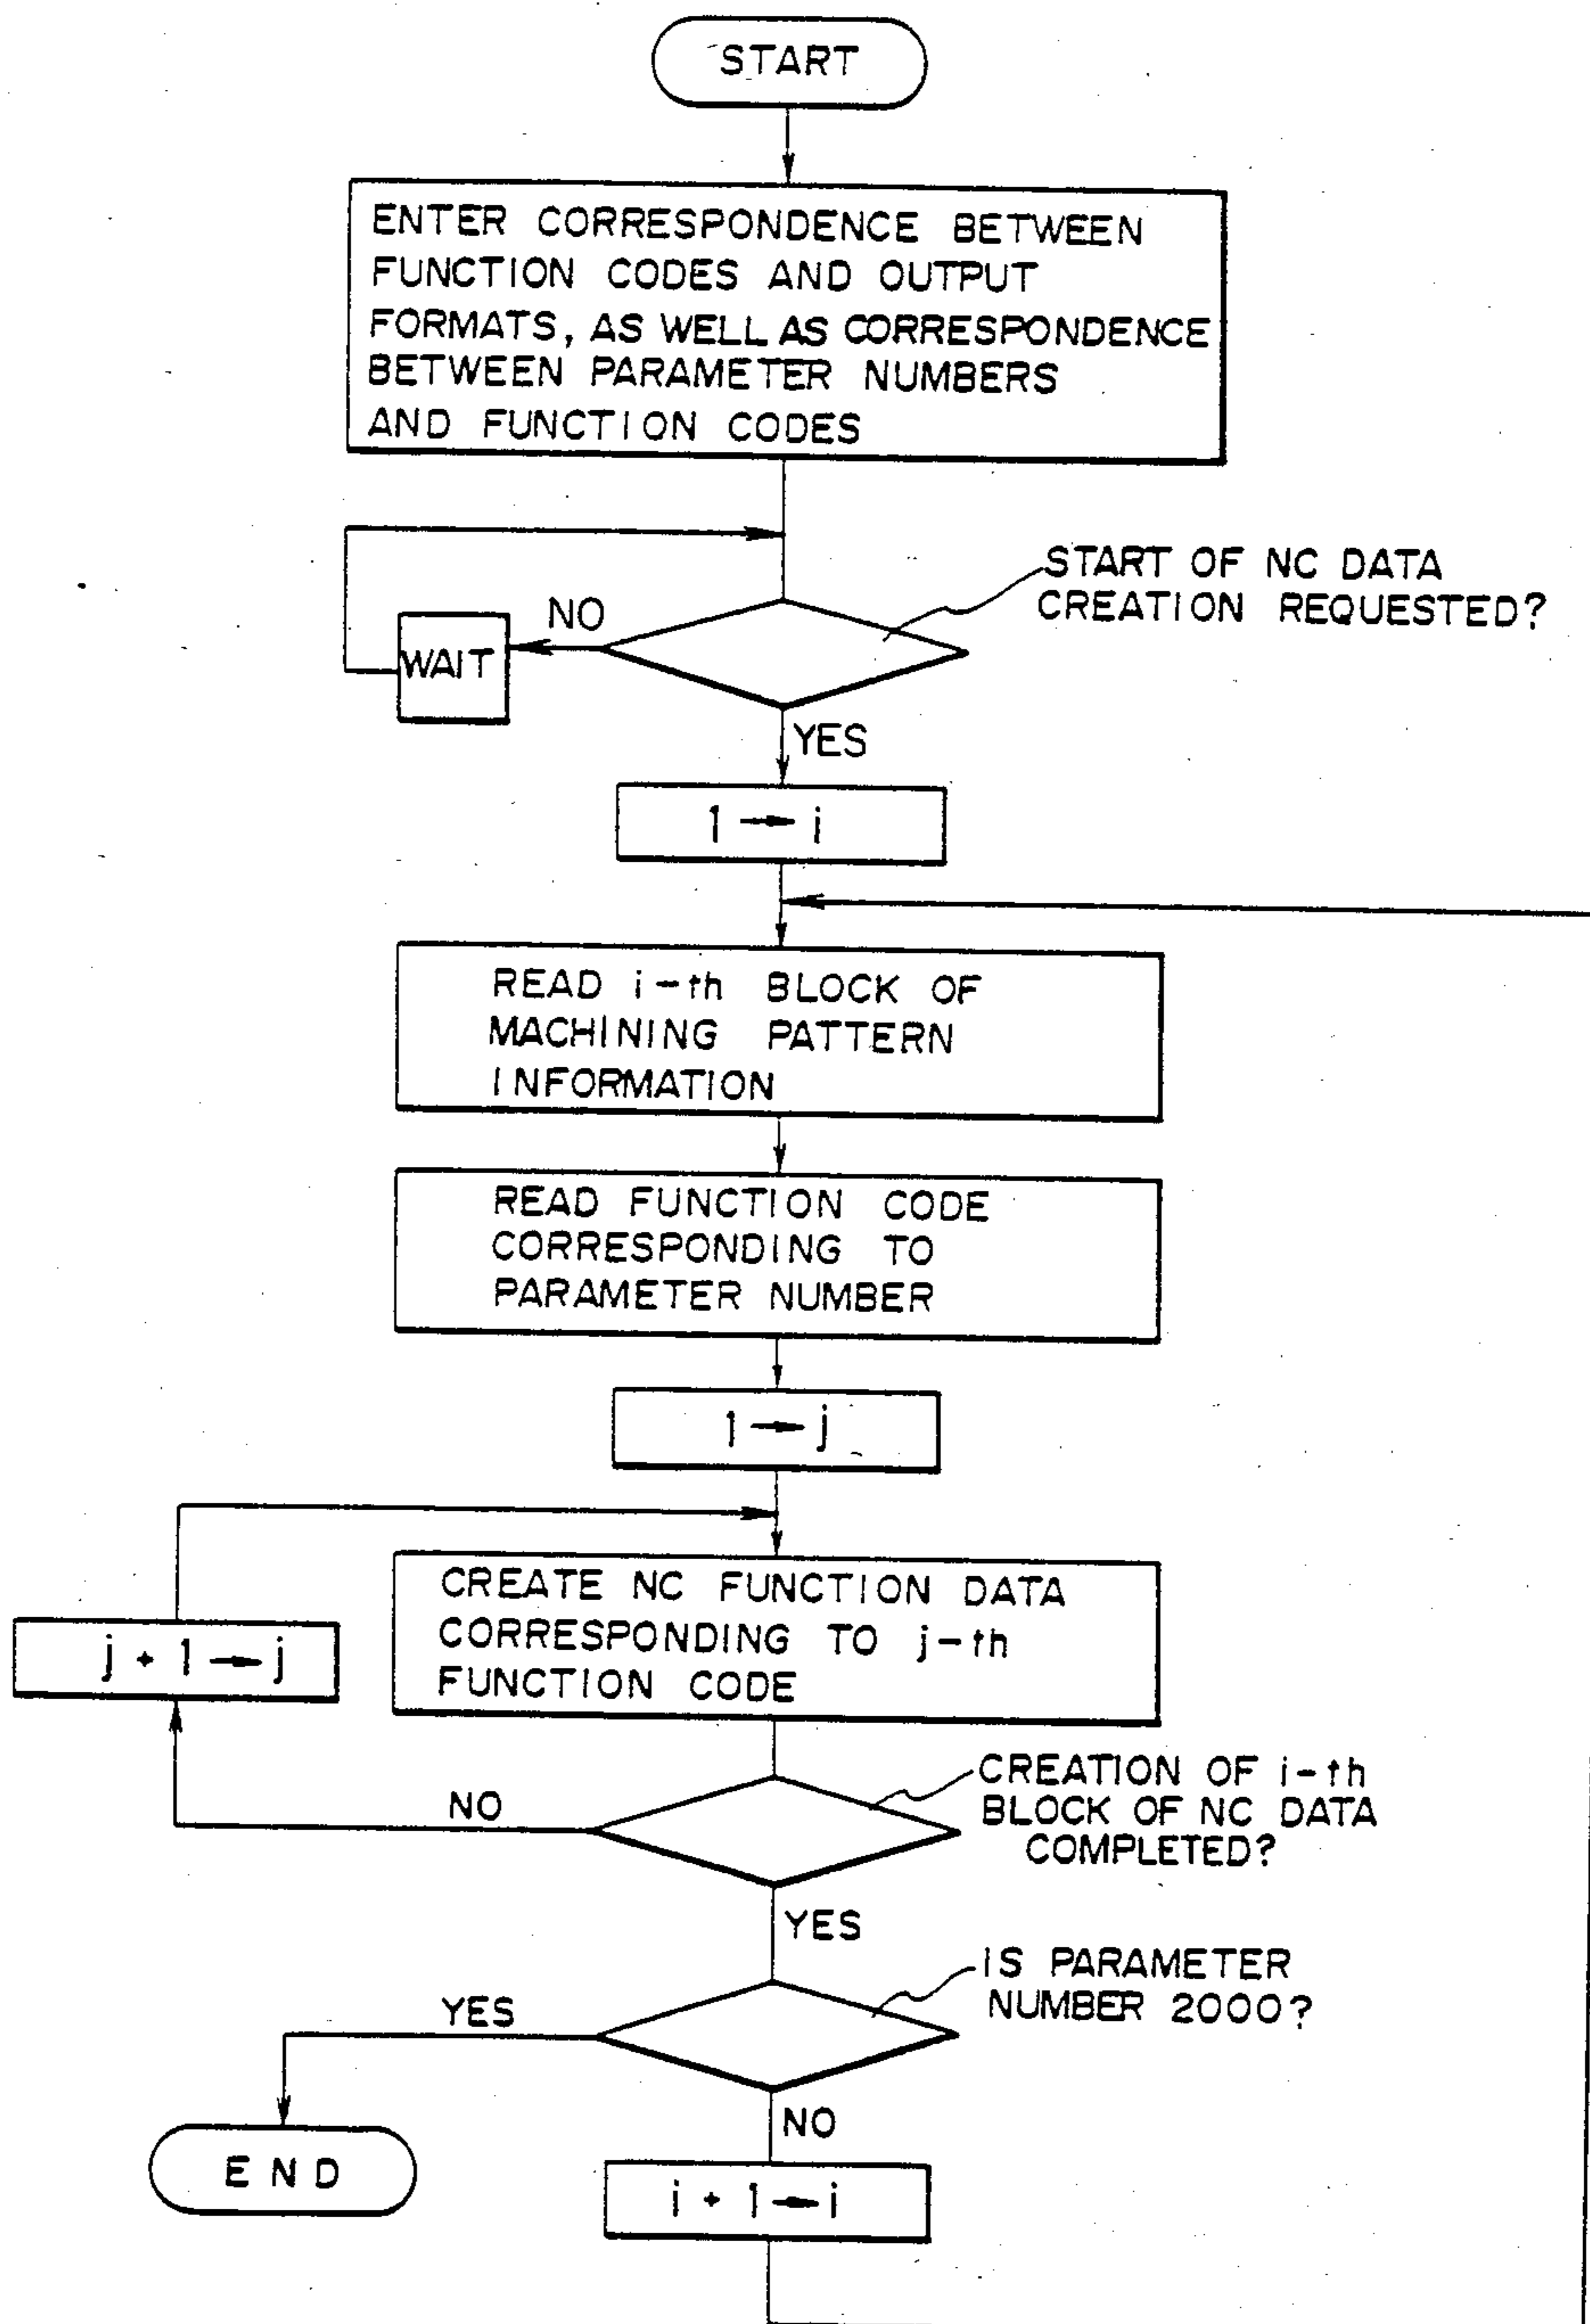 START
ENTER CORRESPONDENCE BETWEEN
FUNCTION CODES AND OUTPUT
FORMATS, AS WELL AS CORRESPONDENCE
BETWEEN PARAMETER NUMBERS
AND FUNCTION CODES
START OF NC DATA
CREATION REQUESTED?
NO
WAIT
YES
1 → i
READ i-th BLOCK OF
MACHINING PATTERN
INFORMATION
READ FUNCTION CODE
CORRESPONDING TO
PARAMETER NUMBER
1 → j
CREATE NC FUNCTION DATA
CORRESPONDING TO j-th
FUNCTION CODE
j + 1 → j
CREATION OF i-th
BLOCK OF NC DATA
COMPLETED?
NO
YES
IS PARAMETER
NUMBER 2000?
YES
NO
END
i + 1 → i